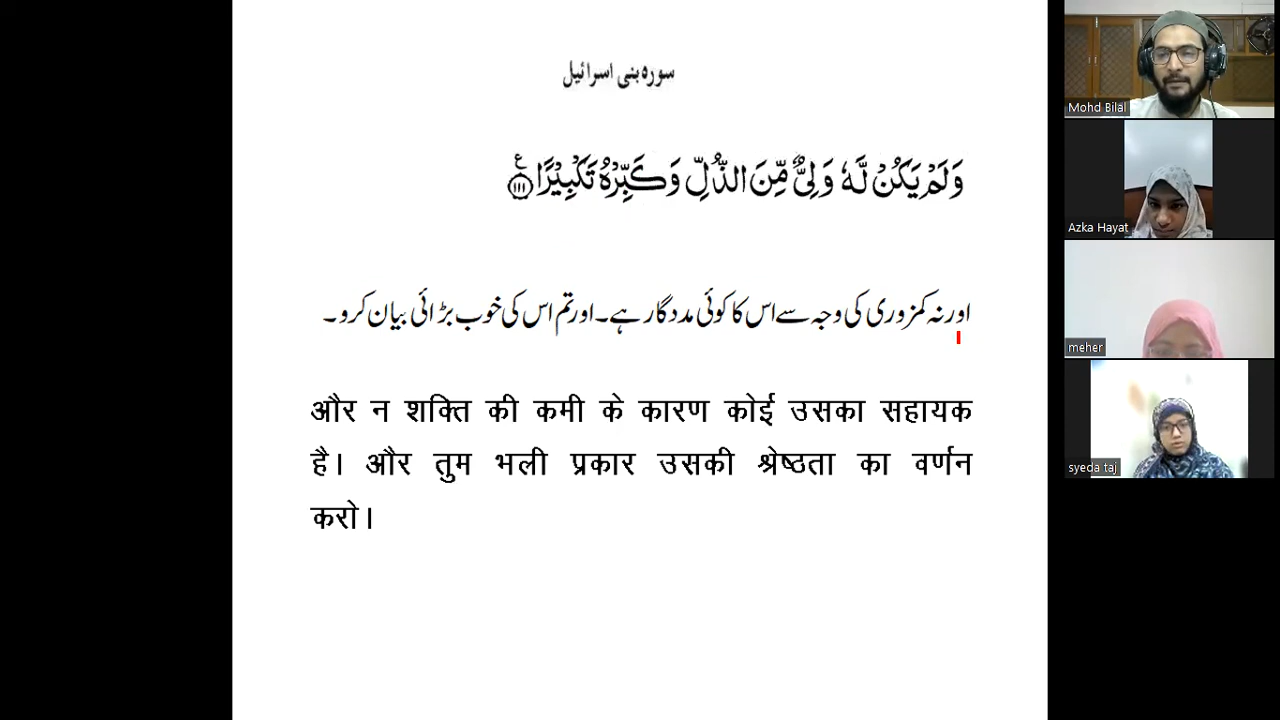 سورہ بنی اسرائیل
وَلَمْ يَكُنْ لَّهٗ وَلِىٌّ مِّنَ الذُّلِّ وَكَبِّرْهُ تَكْبِيْرًا ع ۝۱۱۱
اور نہ کمزوری کی وجہ سے اس کا کوئی مددگار ہے۔ اور تم اس کی خوب بڑائی بیان کرو۔
और न शक्ति की कमी के कारण कोई उसका सहायक
है। और तुम भली प्रकार उसकी श्रेष्ठता का वर्णन
करो।
Mohd Bilal
Azka Hayat
meher
syeda taj